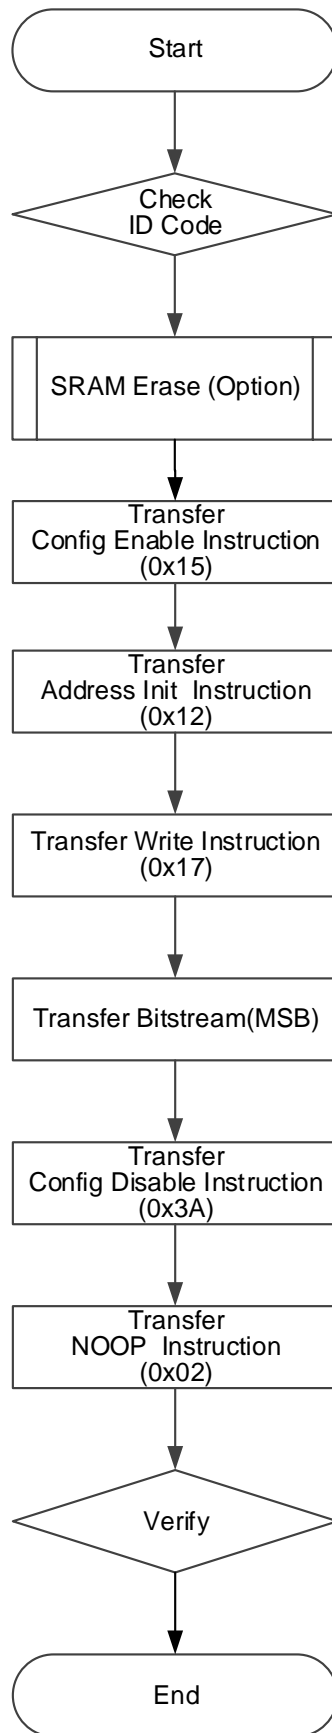 Start
Check
ID Code
SRAM Erase (Option)
Transfer
Config Enable Instruction
(0x15)
Transfer
Address Init  Instruction
(0x12)
Transfer Write Instruction
(0x17)
Transfer Bitstream(MSB)
Transfer
Config Disable Instruction
(0x3A)
Transfer
NOOP  Instruction
(0x02)
Verify
End